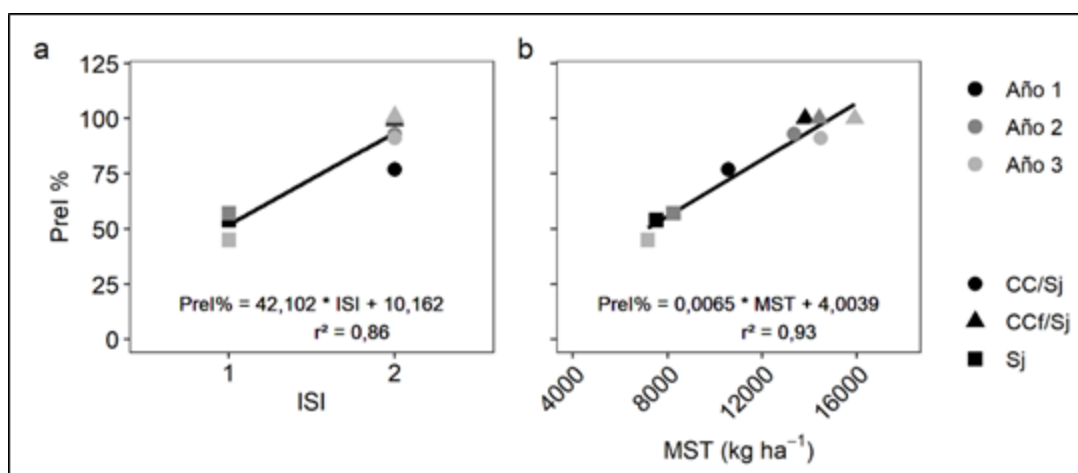 a
b
125
100
75
50
25
0
Prel %
Prel% = 42,102 * ISI + 10,162
r² = 0,86
1
2
ISI
Prel% = 0,0065 * MST + 4,0039
r² = 0,93
4000
8000
12000
16000
MST (kg ha⁻¹)
Año 1
Año 2
Año 3
CC/Sj
CCf/Sj
Sj